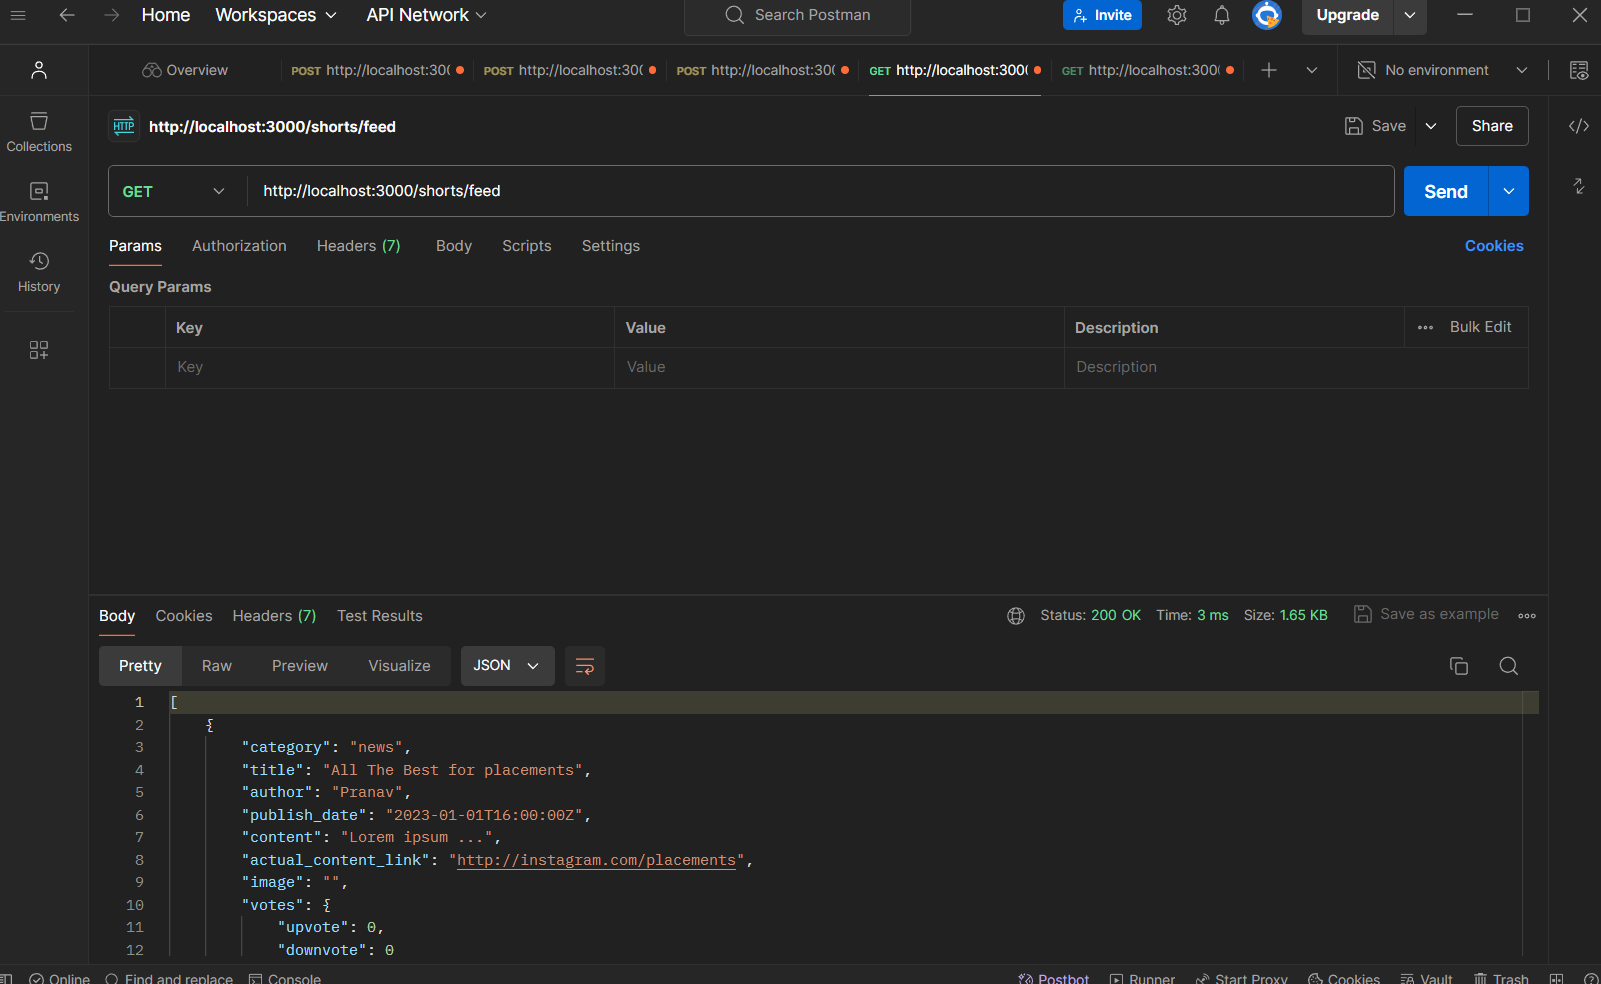 Home Workspaces API Network Search Postman Invite Upgrade
Overview POST http://localhost:300 POST http://localhost:300 POST http://localhost:300 GET http://localhost:300 GET http://localhost:300 No environment
HTTP http://localhost:3000/shorts/feed Save Share
Collections
GET http://localhost:3000/shorts/feed Send
Environments
Params Authorization Headers (7) Body Scripts Settings Cookies
History
Query Params
Key Value Description Bulk Edit
Key Value Description
Body Cookies Headers (7) Test Results Status: 200 OK Time: 3 ms Size: 1.65 KB Save as example
Pretty Raw Preview Visualize JSON
1 [
2 {
3 "category": "news",
4 "title": "All The Best for placements",
5 "author": "Pranav",
6 "publish_date": "2023-01-01T16:00:00Z",
7 "content": "Lorem ipsum ...",
8 "actual_content_link": "http://instagram.com/placements",
9 "image": "",
10 "votes": {
11 "upvote": 0,
12 "downvote": 0
Online Find and replace Console Postbot Runner Start Proxy Cookies Vault Trash